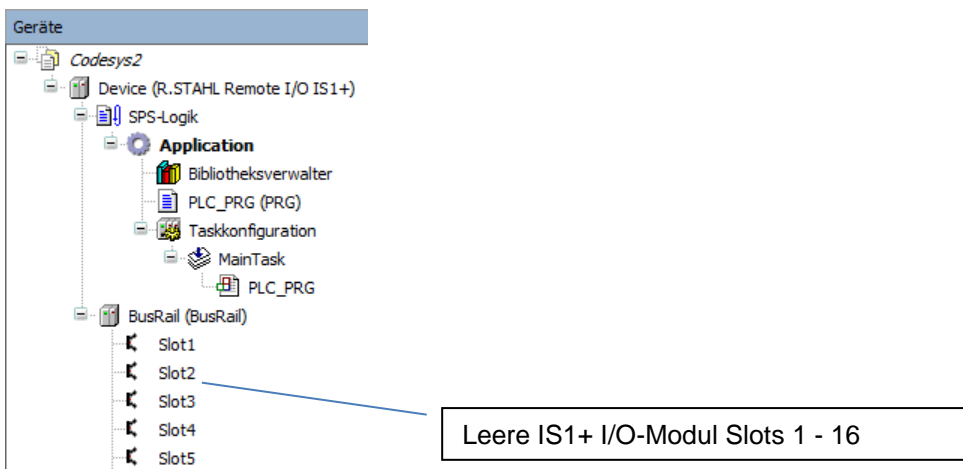 Geräte
Codesys2
Device (R.STAHL Remote I/O IS1+)
SPS-Logik
Application
Bibliotheksverwalter
PLC_PRG (PRG)
Taskkonfiguration
MainTask
PLC_PRG
BusRail (BusRail)
Slot1
Slot2
Slot3
Slot4
Leere IS1+ I/O-Modul Slots 1 - 16
Slot5